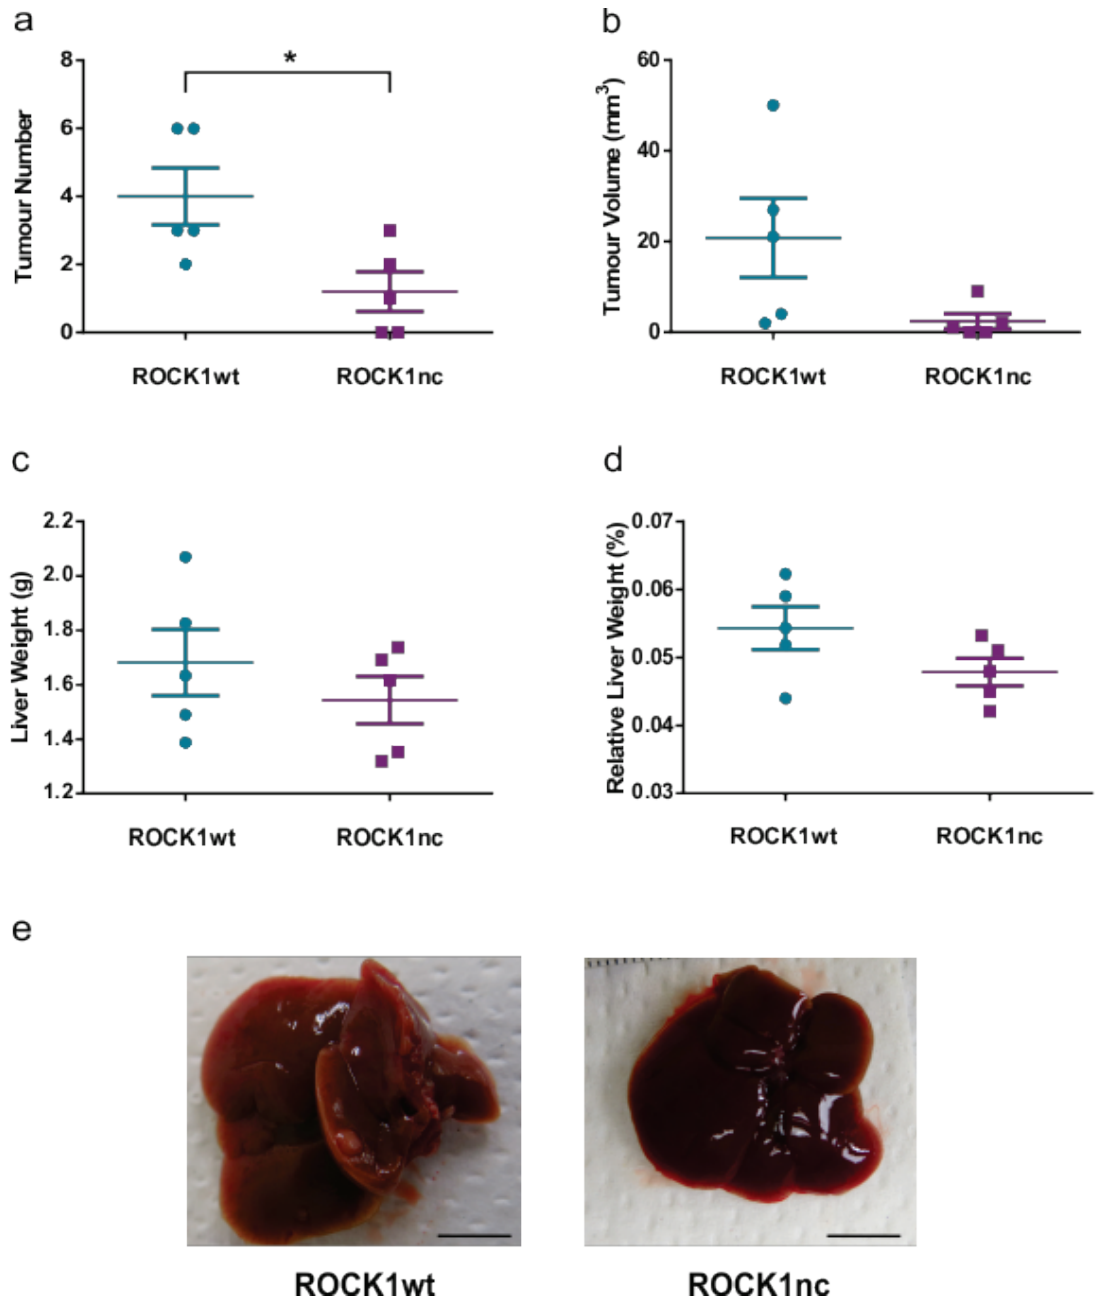 a
8
6
4
2
0
Tumour Number
*
ROCK1wt
ROCK1nc
b
60
40
20
0
Tumour Volume (mm³)
ROCK1wt
ROCK1nc
c
2.2
2.0
1.8
1.6
1.4
1.2
Liver Weight (g)
ROCK1wt
ROCK1nc
d
0.07
0.06
0.05
0.04
0.03
Relative Liver Weight (%)
ROCK1wt
ROCK1nc
e
ROCK1wt
ROCK1nc